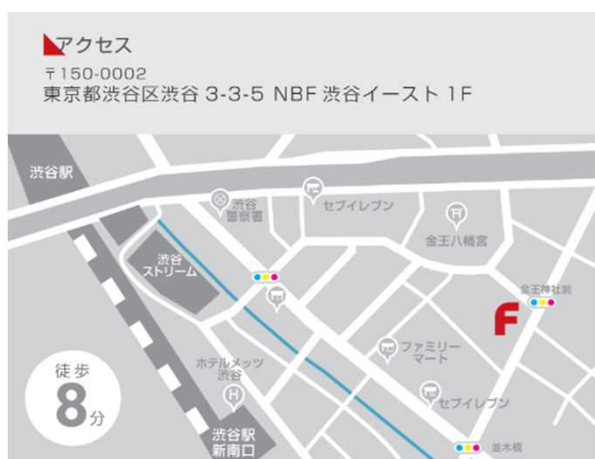 アクセス
〒150-0002
東京都渋谷区渋谷 3-3-5 NBF 渋谷イースト 1F
渋谷駅
渋谷
警察署
セブイレブン
金王八幡宮
渋谷
ストリーム
金王神社前
F
ファミリー
マート
ホテルメッツ
渋谷
H
セブイレブン
徒歩
8分
渋谷駅
新南口
並木橋